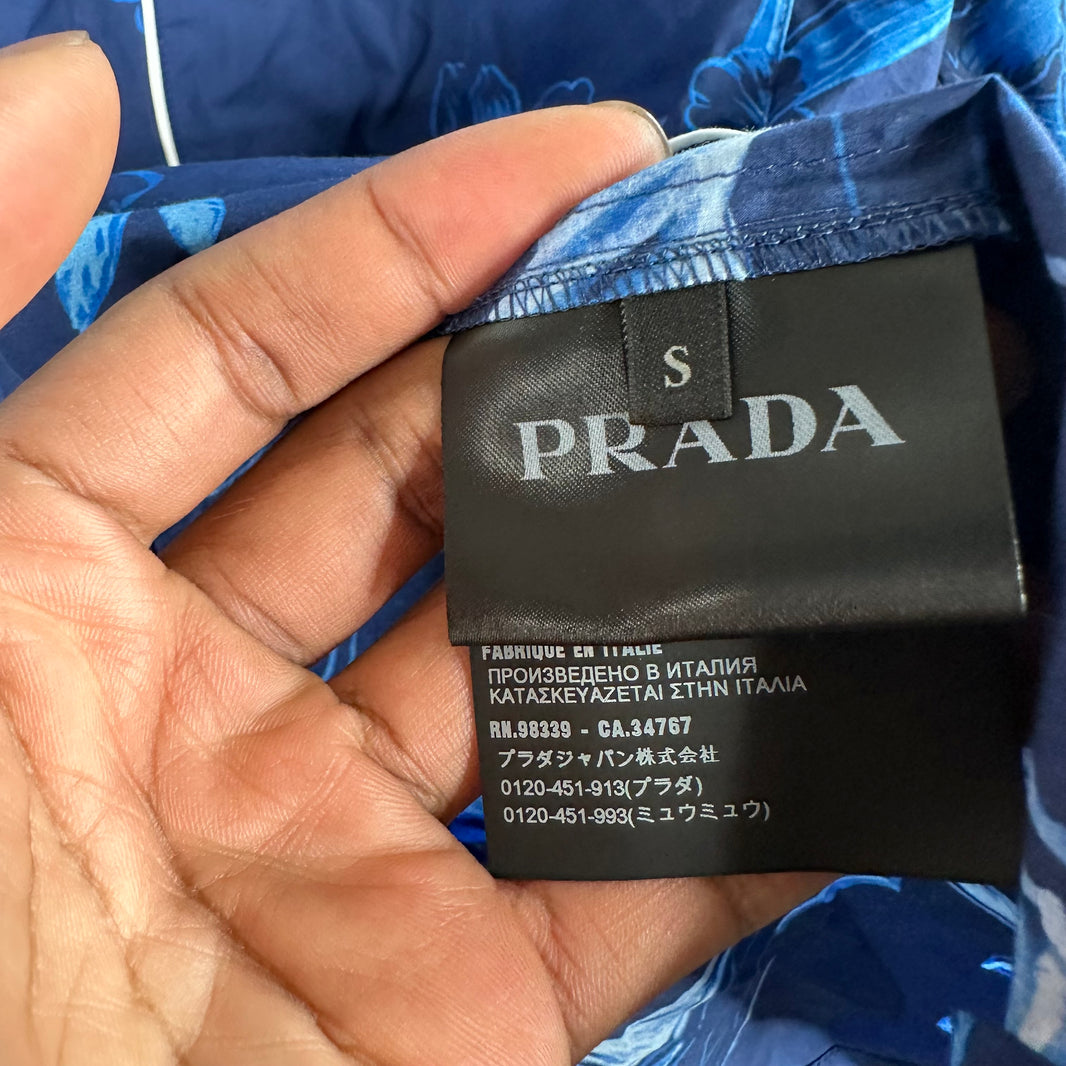 S
PRADA
FABRIQUÉ EN ITALIE
ПРОИЗВЕДЕНО В ИТАЛИЯ
ΚΑΤΑΣΚΕΥΑΖΕΤΑΙ ΣΤΗΝ ΙΤΑΛΙΑ
RN.98339 - CA.34767
プラダジャパン株式会社
0120-451-913(プラダ)
0120-451-993(ミュウミュウ)